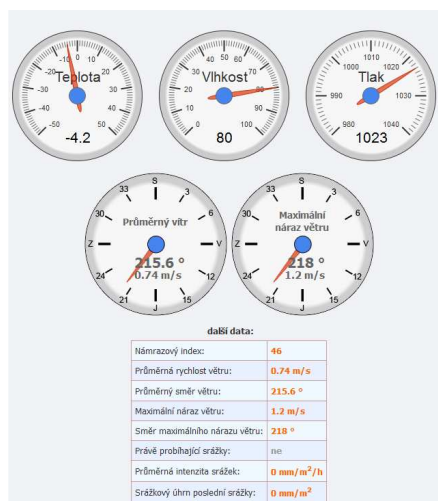 Teplota
-50 -40 -30 -20 -10 0 10 20 30 40 50
-4.2
Vlhkost
0 10 20 30 40 50 60 70 80 90 100
80
Tlak
980 990 1000 1010 1020 1030 1040
1023
S 3 6 V 12 15 J 21 24 Z 30 33
Průměrný vítr
215.6 °
0.74 m/s
S 3 6 V 12 15 J 21 24 Z 30 33
Maximální
náraz větru
218 °
1.2 m/s
další data:
Námrazový index: 46
Průměrná rychlost větru: 0.74 m/s
Průměrný směr větru: 215.6 °
Maximální náraz větru: 1.2 m/s
Směr maximálního nárazu větru: 218 °
Právě probíhající srážky: ne
Průměrná intenzita srážek: 0 mm/m²/h
Srážkový úhrn poslední srážky: 0 mm/m²